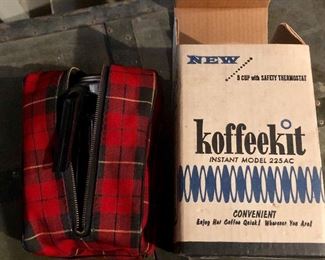 NEW
8 CUP with SAFETY THERMOSTAT
koffeekit
INSTANT MODEL 225AC
CONVENIENT
Enjoy Hot Coffee Quick! Wherever You Are!